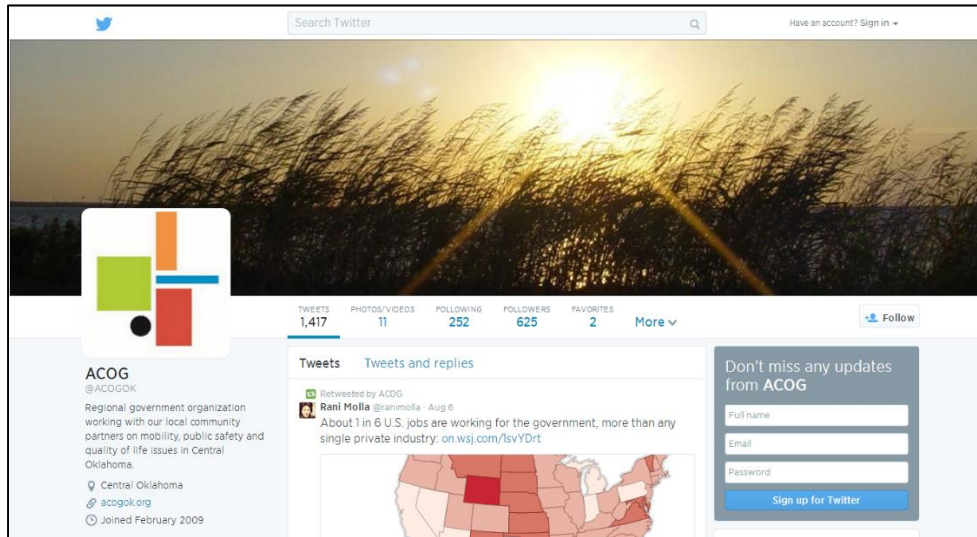 Search Twitter
Have an account? Sign in
TWEETS
1,417
PHOTOS/VIDEOS
11
FOLLOWING
252
FOLLOWERS
625
FAVORITES
2
More
Follow
ACOG
@ACOGOK
Regional government organization
working with our local community
partners on mobility, public safety and
quality of life issues in Central
Oklahoma.
Central Oklahoma
acogok.org
Joined February 2009
Tweets Tweets and replies
Retweeted by ACOG
Rani Molla @ranimolla · Aug 6
About 1 in 6 U.S. jobs are working for the government, more than any
single private industry: on.wsj.com/1svYDrt
Don't miss any updates
from ACOG
Full name
Email
Password
Sign up for Twitter